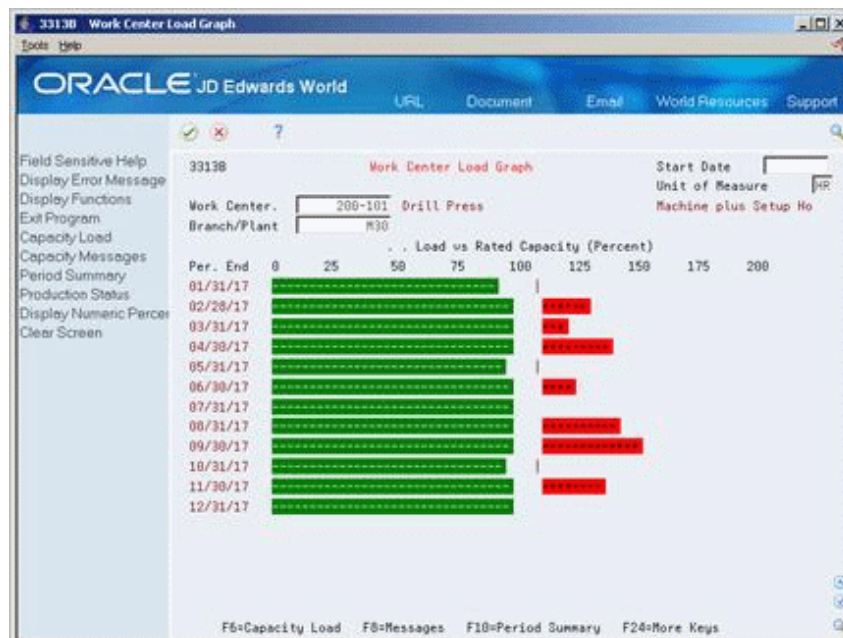 33130 Work Center Load Graph
Tools Help
ORACLE JD Edwards World
URL Document Email World Resources Support
?
Field Sensitive Help
Display Error Message
Display Functions
Exit Program
Capacity Load
Capacity Messages
Period Summary
Production Status
Display Numeric Percer
Clear Screen
3313B Work Center Load Graph Start Date
Unit of Measure HR
Work Center. 200-101 Drill Press Machine plus Setup Ho
Branch/Plant M30
. . Load vs Rated Capacity (Percent)
Per. End 0 25 50 75 100 125 150 175 200
01/31/17
02/28/17
03/31/17
04/30/17
05/31/17
06/30/17
07/31/17
08/31/17
09/30/17
10/31/17
11/30/17
12/31/17
F6=Capacity Load F8=Messages F10=Period Summary F24=More Keys